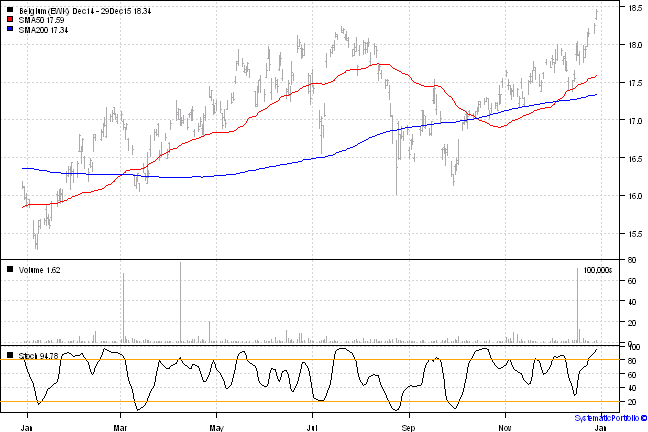 Belgium (EWK) Dec14 - 29Dec15 18.34
SMA50 17.59
SMA200 17.34
18.5
18.0
17.5
17.0
16.5
16.0
15.5
Volume 1.62
100,000s
80
60
40
20
0
Stoch 94.78
100
80
60
40
20
Jan
Mar
May
Jul
Sep
Nov
Jan
SystematicPortfolio ©